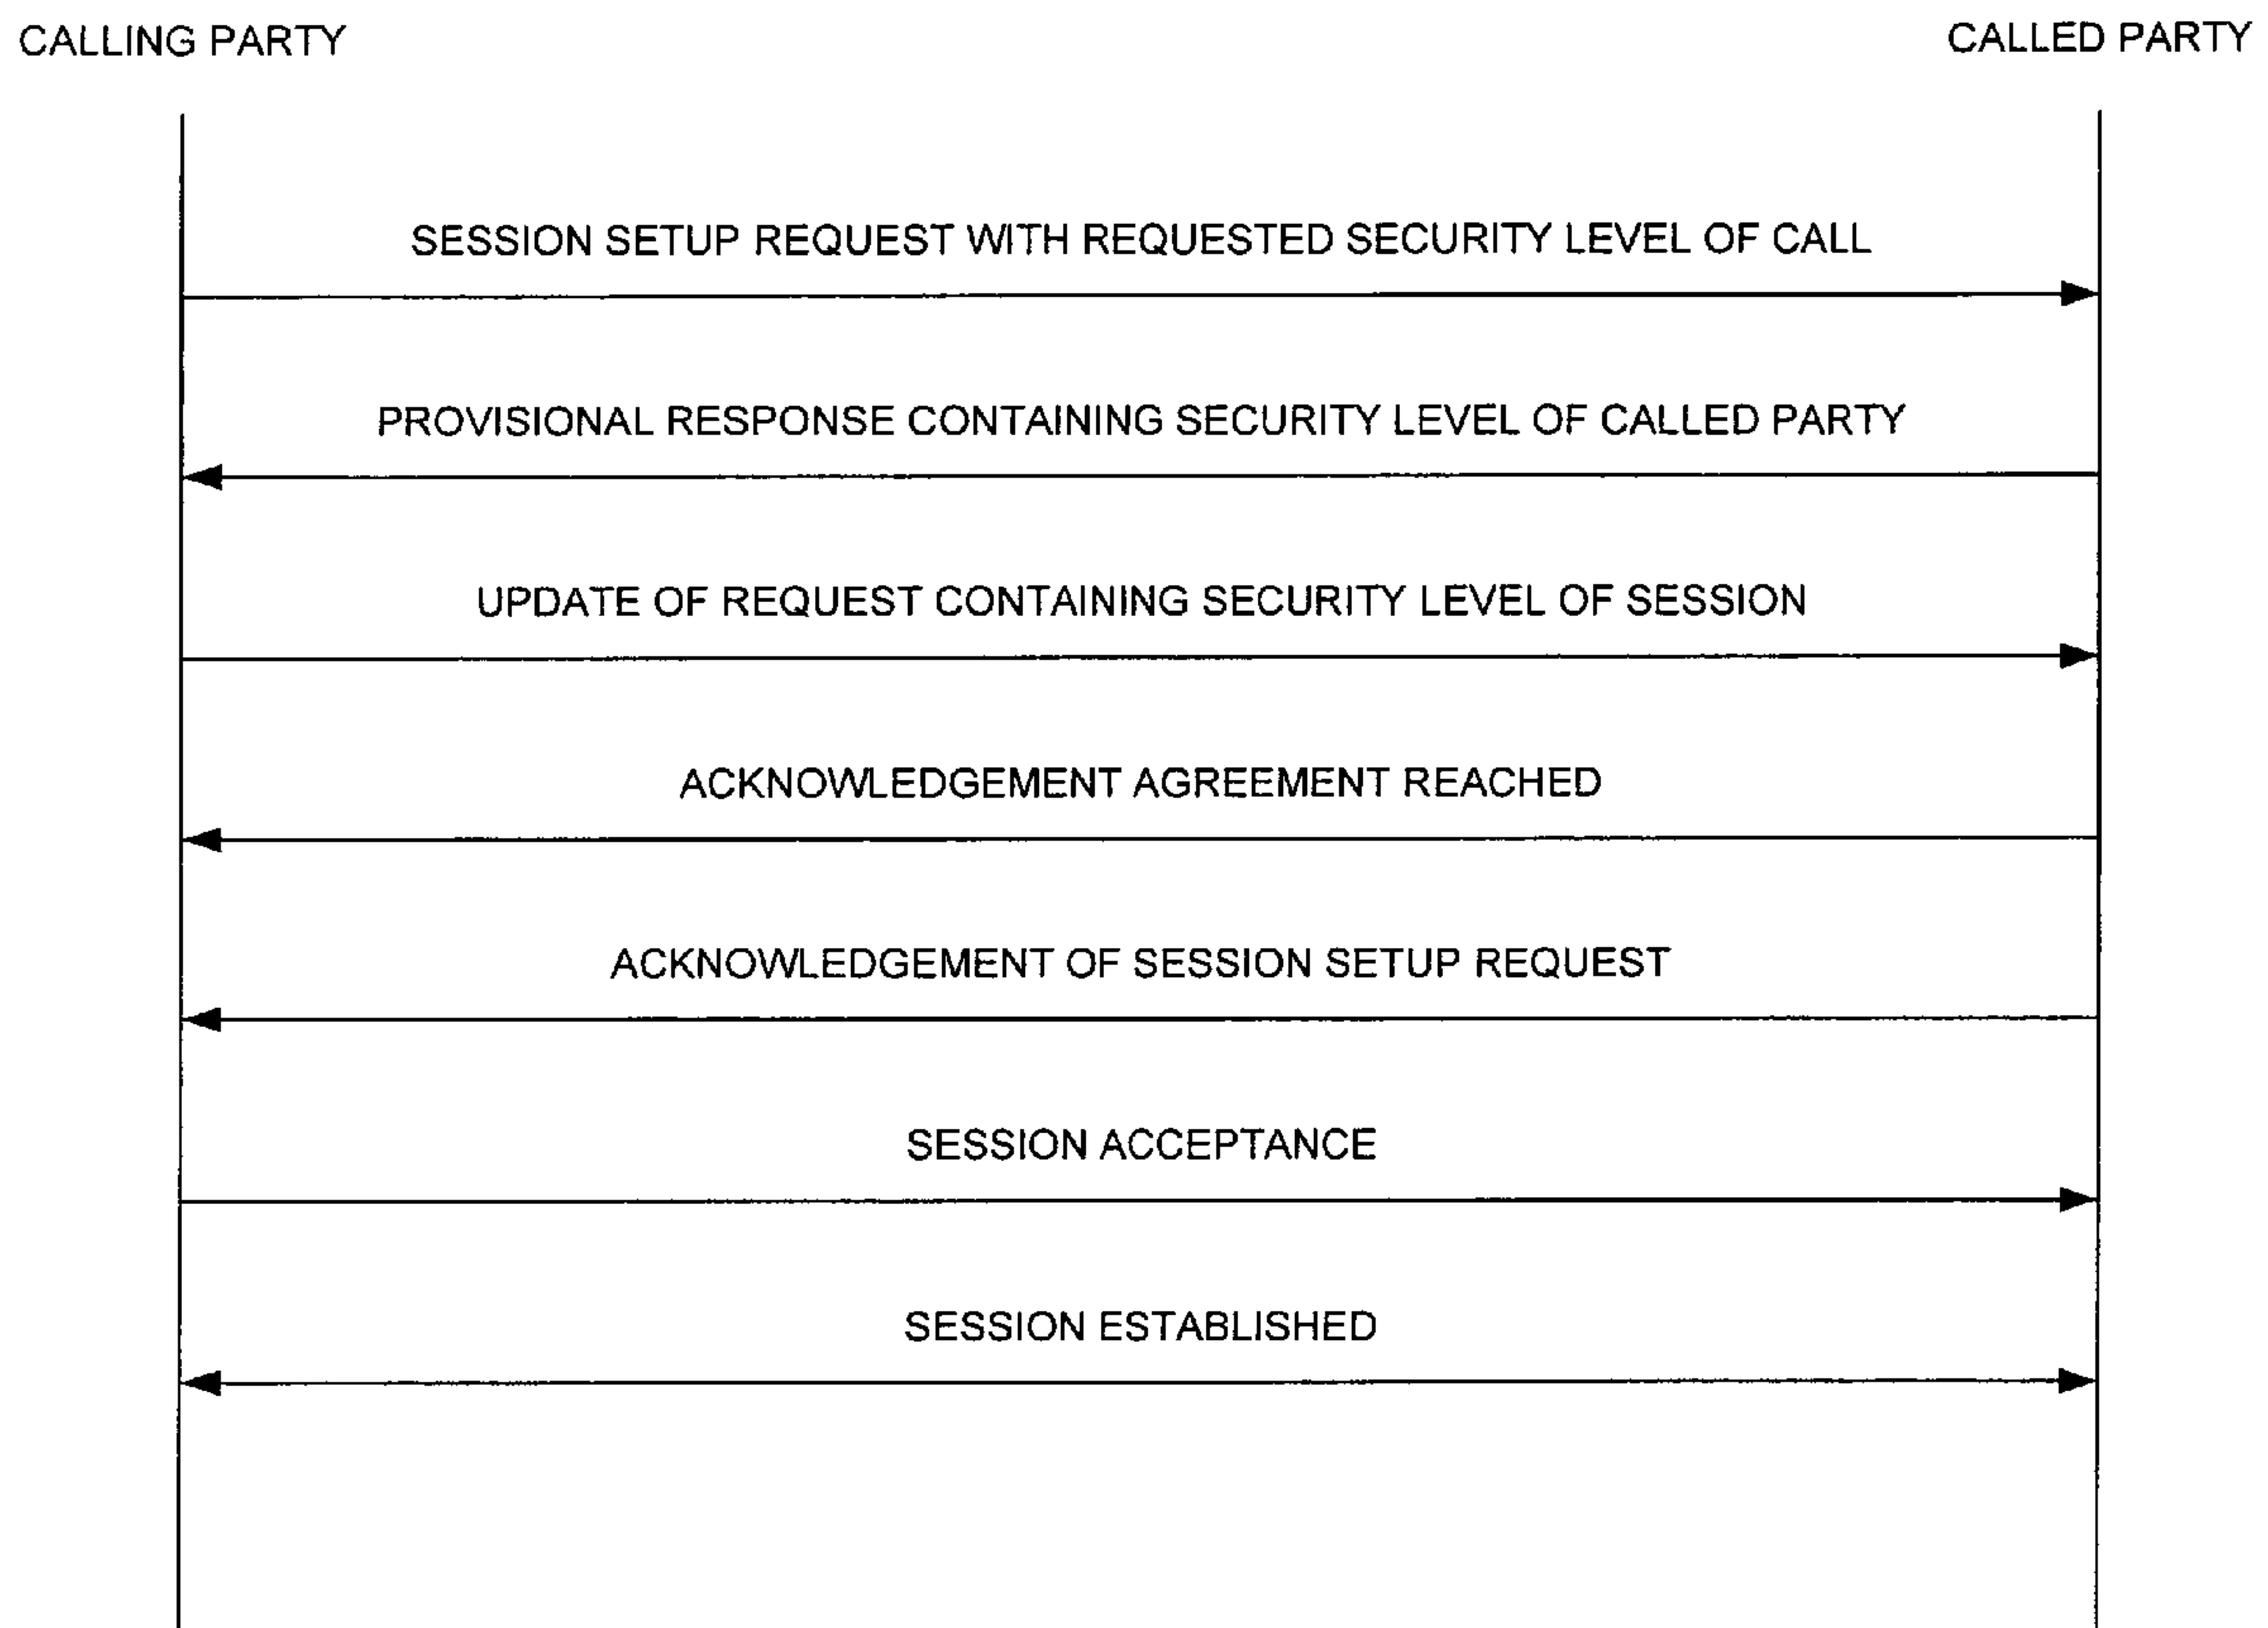 CALLING PARTY
CALLED PARTY
SESSION SETUP REQUEST WITH REQUESTED SECURITY LEVEL OF CALL
PROVISIONAL RESPONSE CONTAINING SECURITY LEVEL OF CALLED PARTY
UPDATE OF REQUEST CONTAINING SECURITY LEVEL OF SESSION
ACKNOWLEDGEMENT AGREEMENT REACHED
ACKNOWLEDGEMENT OF SESSION SETUP REQUEST
SESSION ACCEPTANCE
SESSION ESTABLISHED